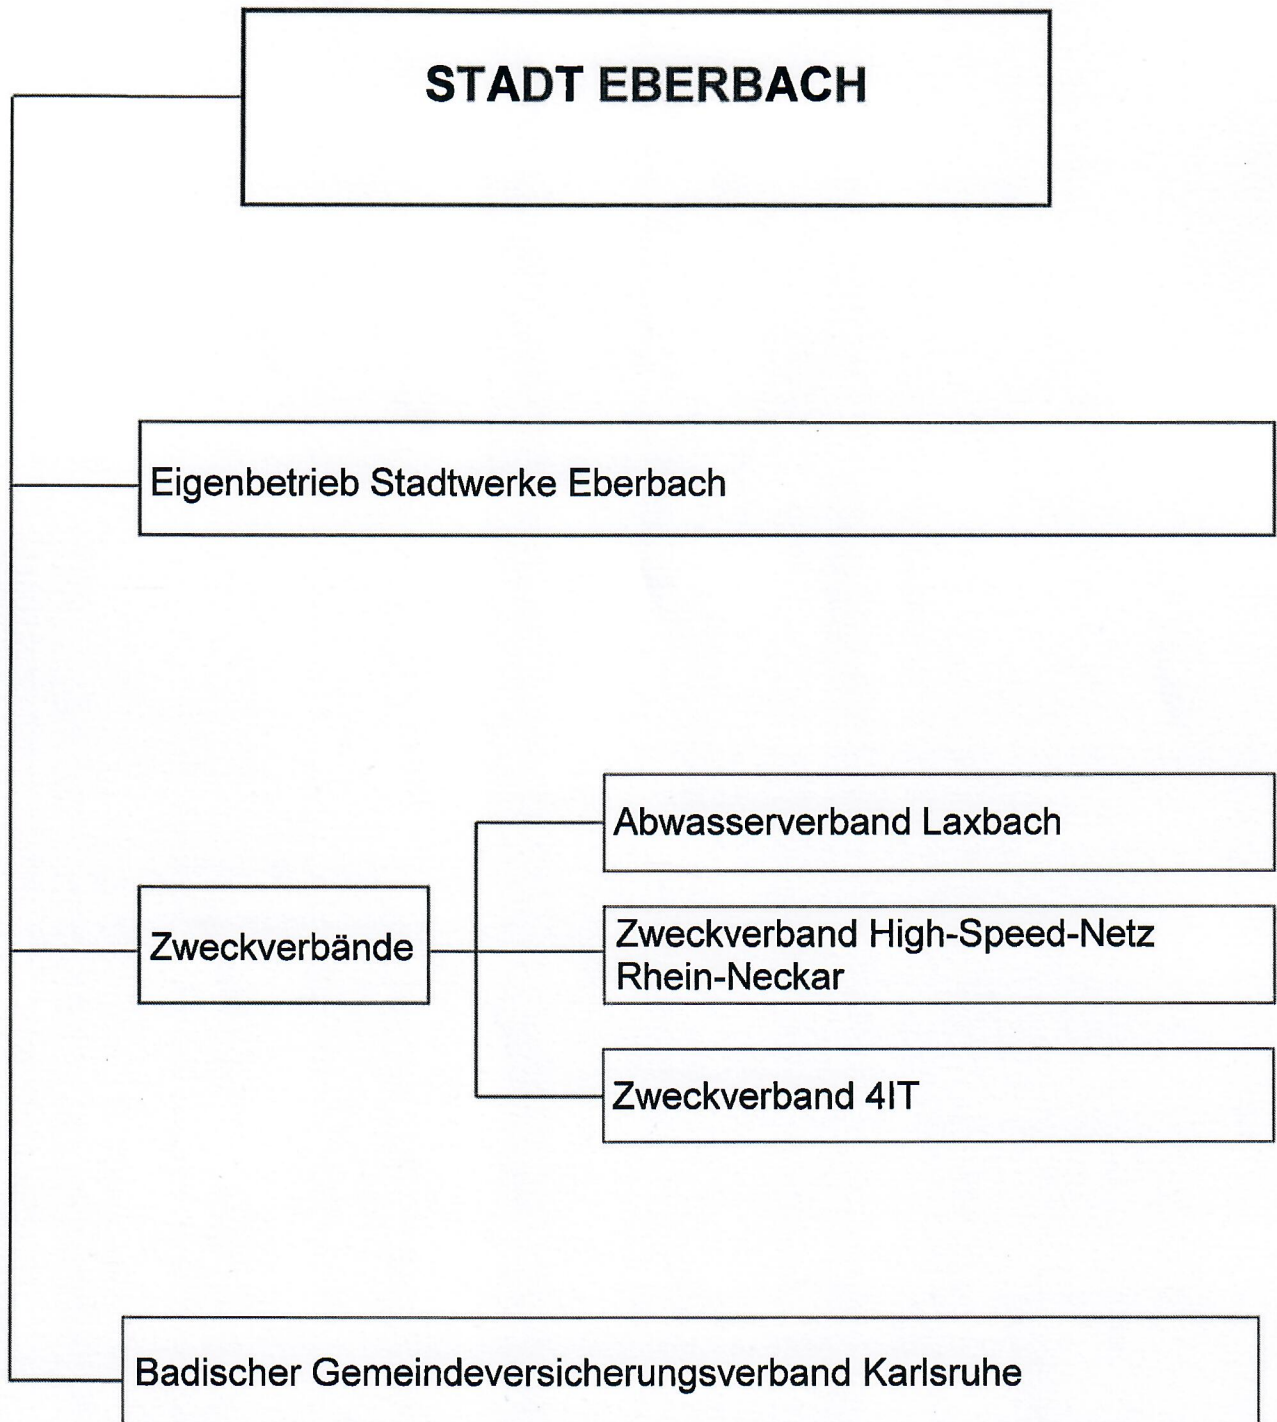 STADT EBERBACH
Eigenbetrieb Stadtwerke Eberbach
Abwasserverband Laxbach
Zweckverbände
Zweckverband High-Speed-Netz
Rhein-Neckar
Zweckverband 4IT
Badischer Gemeindeversicherungsverband Karlsruhe